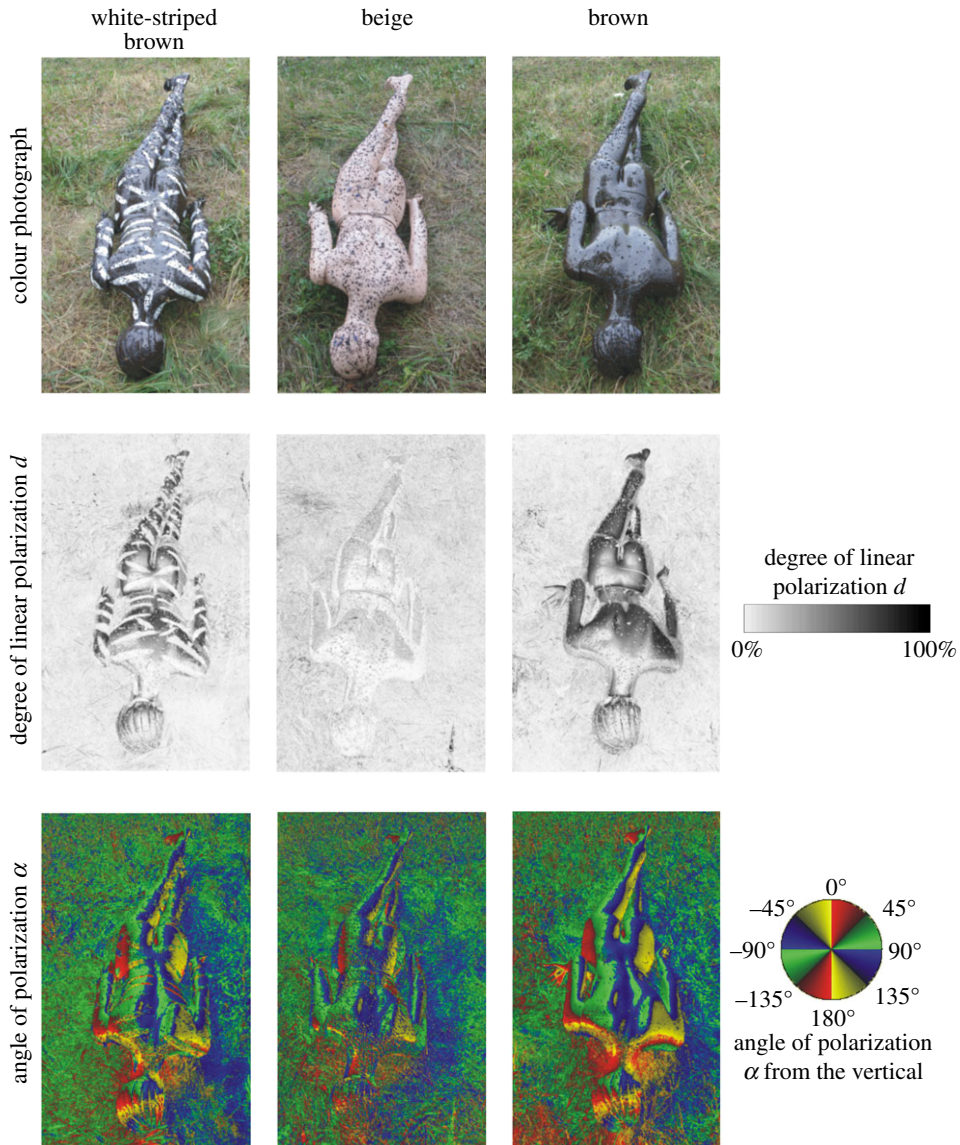 white-striped
brown
beige
brown
colour photograph
degree of linear polarization d
degree of linear
polarization d
0%
100%
angle of polarization α
0°
–45°
45°
–90°
90°
–135°
135°
180°
angle of polarization
α from the vertical